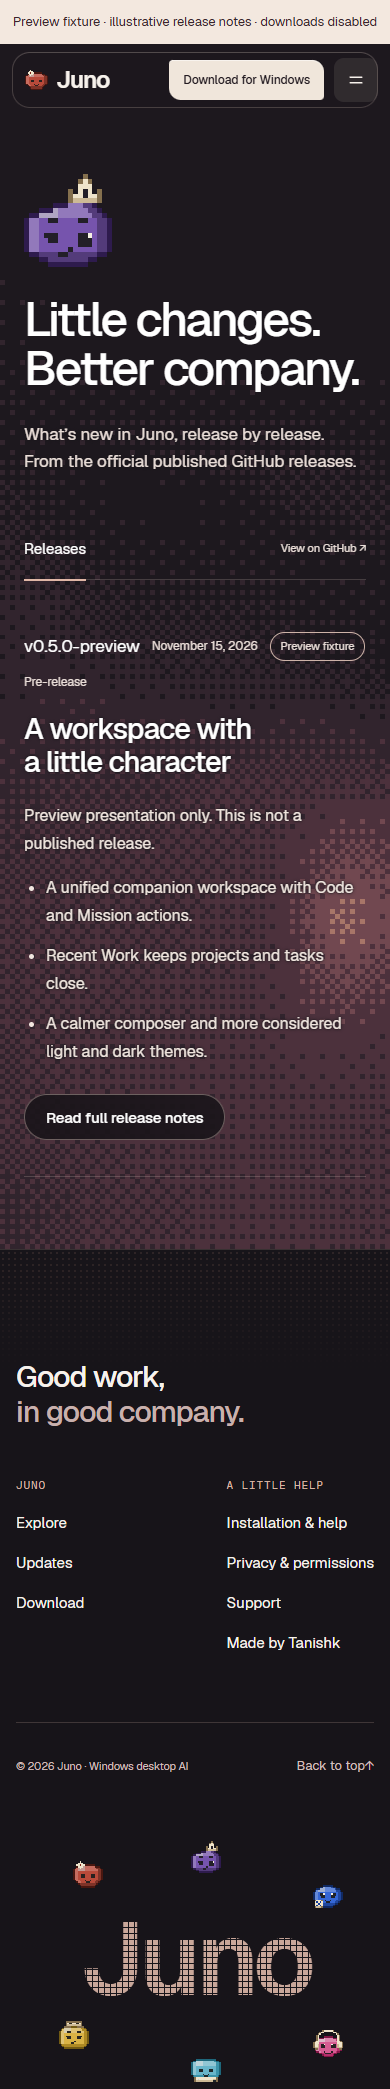 Preview fixture · illustrative release notes · downloads disabled
Juno
Download for Windows
Little changes.
Better company.
What's new in Juno, release by release.
From the official published GitHub releases.
Releases
View on GitHub ↗
v0.5.0-preview November 15, 2026 Preview fixture
Pre-release
A workspace with
a little character
Preview presentation only. This is not a
published release.
• A unified companion workspace with Code
and Mission actions.
• Recent Work keeps projects and tasks
close.
• A calmer composer and more considered
light and dark themes.
Read full release notes
Good work,
in good company.
JUNO
Explore
Updates
Download
A LITTLE HELP
Installation & help
Privacy & permissions
Support
Made by Tanishk
© 2026 Juno · Windows desktop AI
Back to top↑
Juno